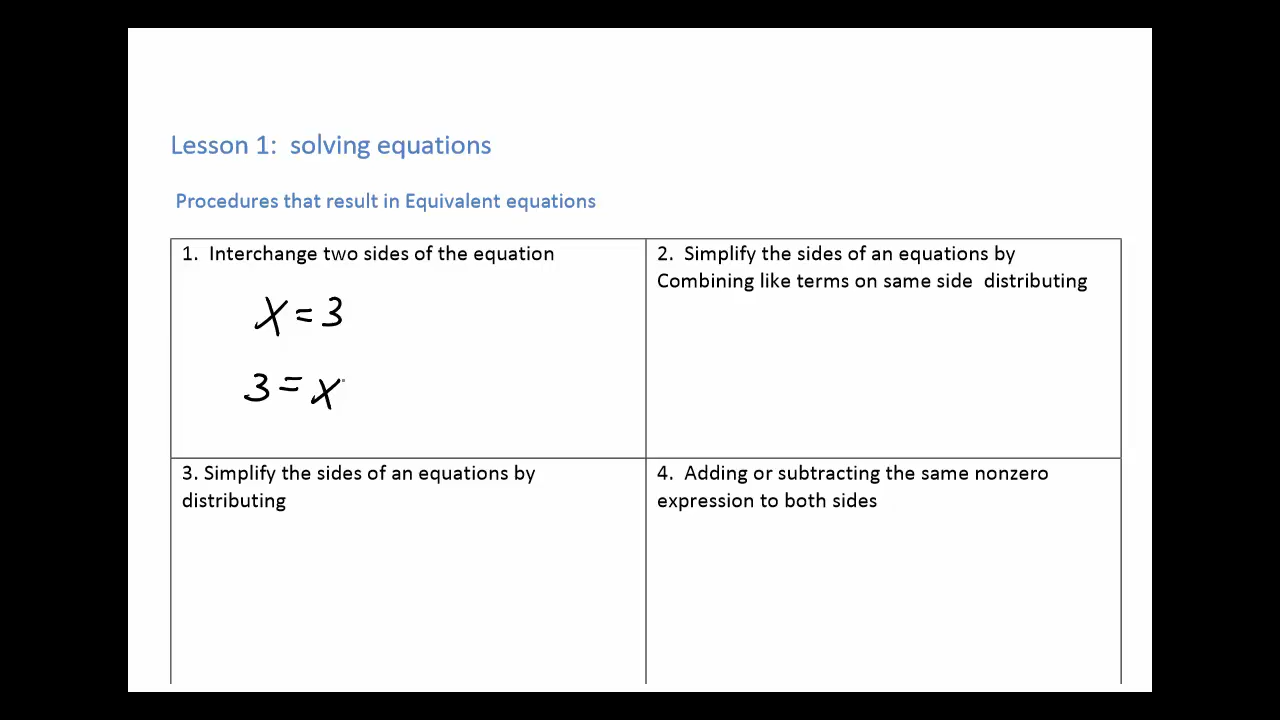 Lesson 1:  solving equations
Procedures that result in Equivalent equations
1.  Interchange two sides of the equation
X = 3
3 = X
2.  Simplify the sides of an equations by
Combining like terms on same side  distributing
3. Simplify the sides of an equations by
distributing
4.  Adding or subtracting the same nonzero
expression to both sides